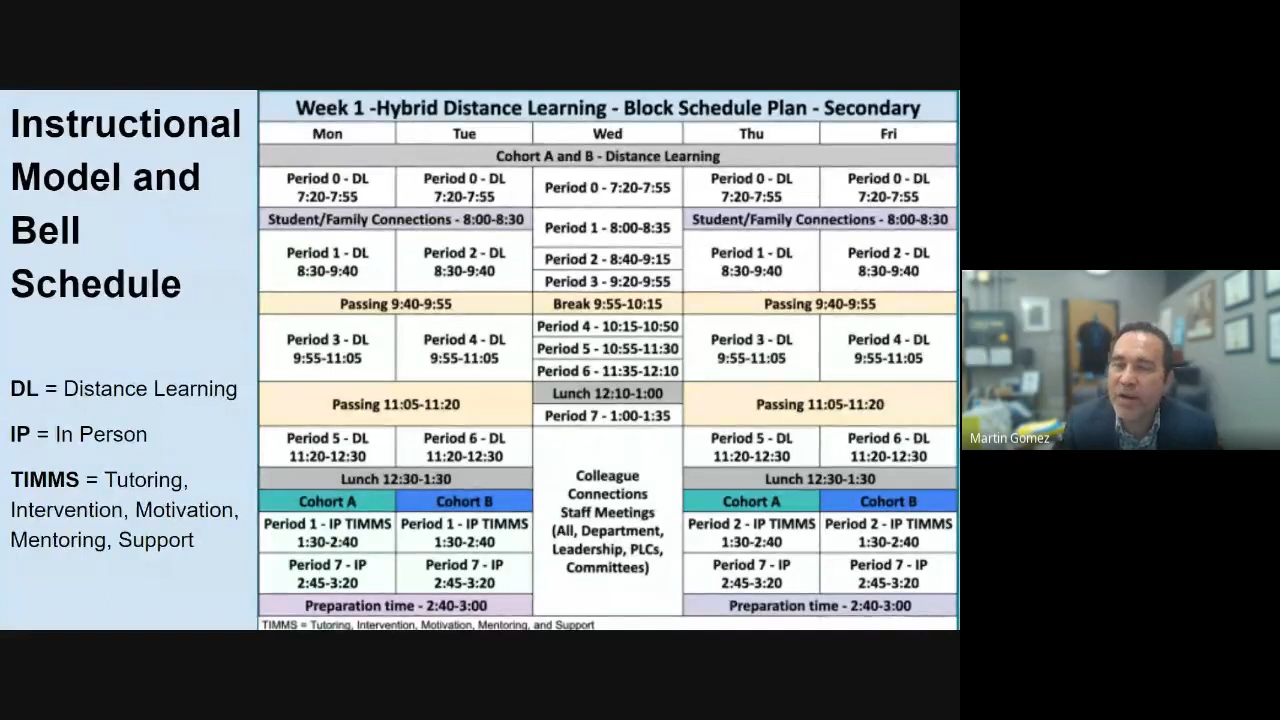 Instructional
Model and
Bell
Schedule
DL = Distance Learning
IP = In Person
TIMMS = Tutoring,
Intervention, Motivation,
Mentoring, Support
Week 1 -Hybrid Distance Learning - Block Schedule Plan - Secondary
Mon Tue Wed Thu Fri
Cohort A and B - Distance Learning
Period 0 - DL
7:20-7:55
Period 0 - DL
7:20-7:55
Period 0 - 7:20-7:55
Period 0 - DL
7:20-7:55
Period 0 - DL
7:20-7:55
Student/Family Connections - 8:00-8:30
Period 1 - 8:00-8:35
Student/Family Connections - 8:00-8:30
Period 1 - DL
8:30-9:40
Period 2 - DL
8:30-9:40
Period 2 - 8:40-9:15
Period 3 - 9:20-9:55
Period 1 - DL
8:30-9:40
Period 2 - DL
8:30-9:40
Passing 9:40-9:55
Break 9:55-10:15
Passing 9:40-9:55
Period 3 - DL
9:55-11:05
Period 4 - DL
9:55-11:05
Period 4 - 10:15-10:50
Period 5 - 10:55-11:30
Period 6 - 11:35-12:10
Period 3 - DL
9:55-11:05
Period 4 - DL
9:55-11:05
Passing 11:05-11:20
Lunch 12:10-1:00
Period 7 - 1:00-1:35
Passing 11:05-11:20
Period 5 - DL
11:20-12:30
Period 6 - DL
11:20-12:30
Period 5 - DL
11:20-12:30
Period 6 - DL
11:20-12:30
Lunch 12:30-1:30
Lunch 12:30-1:30
Colleague
Connections
Staff Meetings
(All, Department,
Leadership, PLCs,
Committees)
Cohort A
Cohort B
Cohort A
Cohort B
Period 1 - IP TIMMS
1:30-2:40
Period 1 - IP TIMMS
1:30-2:40
Period 2 - IP TIMMS
1:30-2:40
Period 2 - IP TIMMS
1:30-2:40
Period 7 - IP
2:45-3:20
Period 7 - IP
2:45-3:20
Period 7 - IP
2:45-3:20
Period 7 - IP
2:45-3:20
Preparation time - 2:40-3:00
Preparation time - 2:40-3:00
TIMMS = Tutoring, Intervention, Motivation, Mentoring, and Support
Martin Gomez